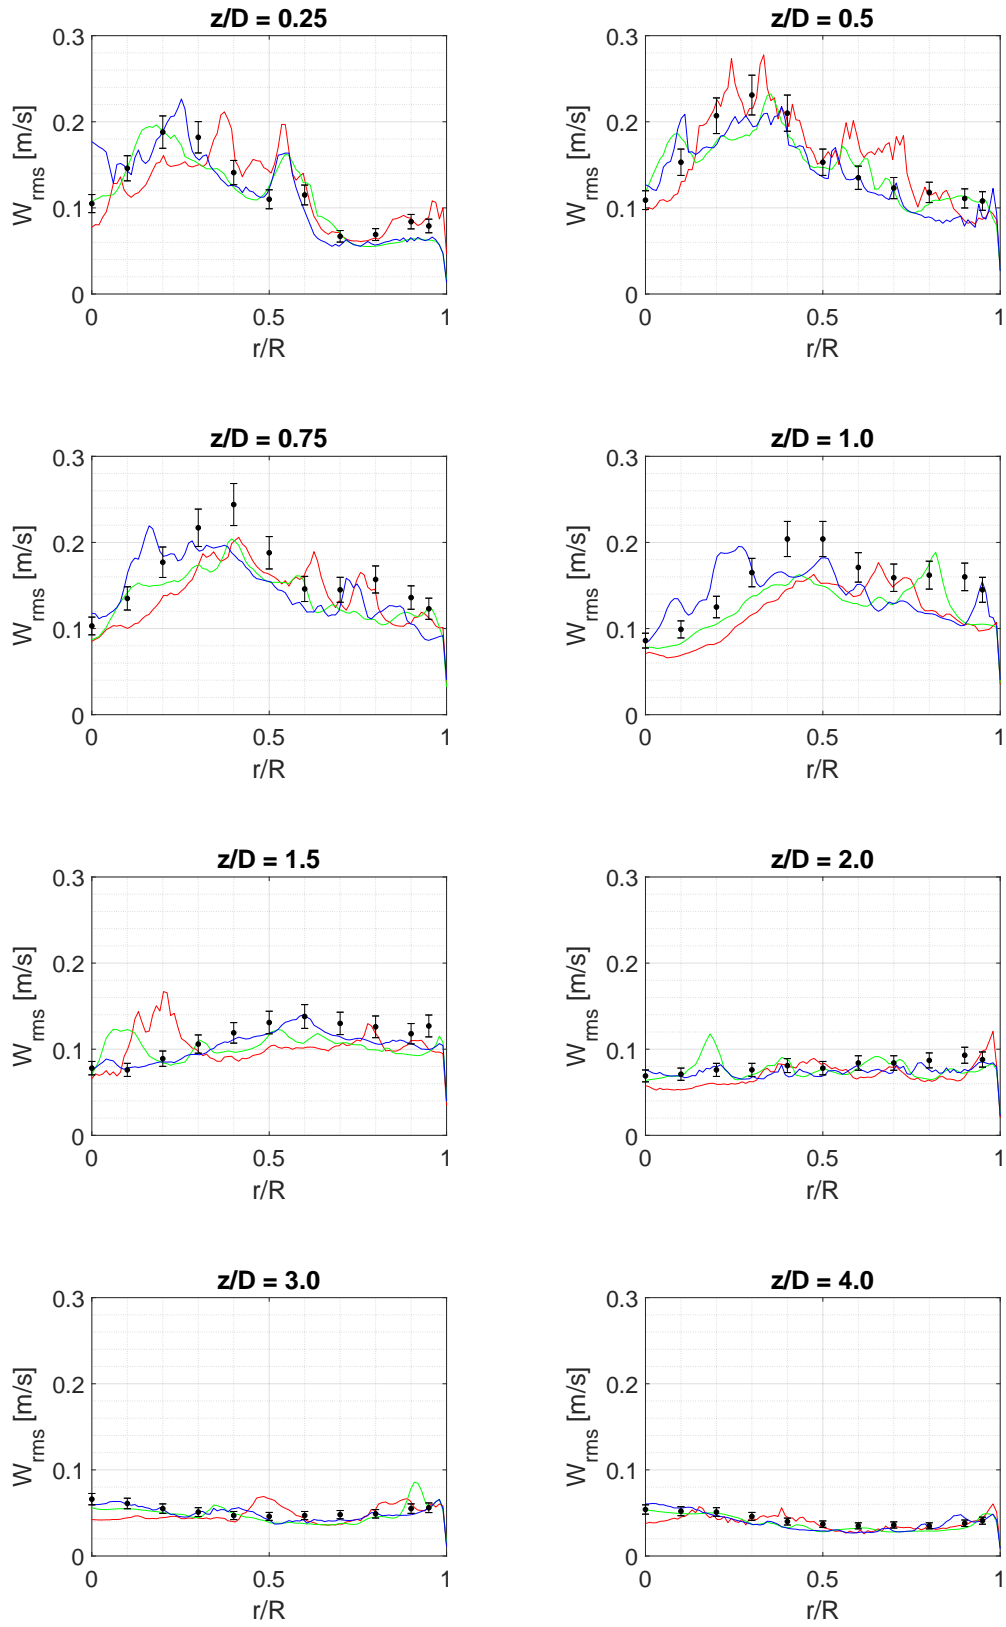 z/D = 0.25
0.3
0.2
0.1
0
W_rms [m/s]
0
0.5
1
r/R
z/D = 0.5
0.3
0.2
0.1
0
W_rms [m/s]
0
0.5
1
r/R
z/D = 0.75
0.3
0.2
0.1
0
W_rms [m/s]
0
0.5
1
r/R
z/D = 1.0
0.3
0.2
0.1
0
W_rms [m/s]
0
0.5
1
r/R
z/D = 1.5
0.3
0.2
0.1
0
W_rms [m/s]
0
0.5
1
r/R
z/D = 2.0
0.3
0.2
0.1
0
W_rms [m/s]
0
0.5
1
r/R
z/D = 3.0
0.3
0.2
0.1
0
W_rms [m/s]
0
0.5
1
r/R
z/D = 4.0
0.3
0.2
0.1
0
W_rms [m/s]
0
0.5
1
r/R